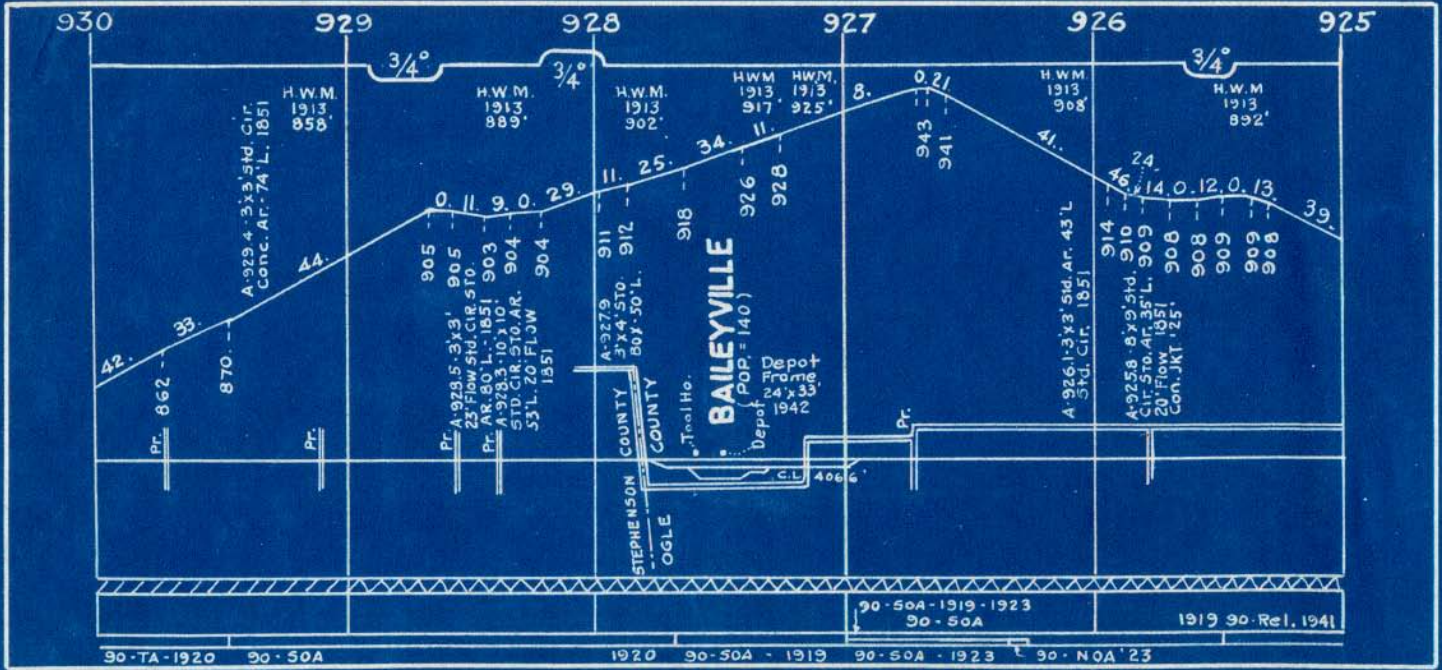 930 929 928 927 926 925
3/4° 3/4° 3/4°
H.W.M.
1913
858'
H.W.M.
1913
889'
H.W.M.
1913
902'
H.W.M
1913
917'
H.W.M.
1913
925'
H.W.M.
1913
908'
H.W.M
1913
892'
42. 33. 44. 0. 11. 9. 0. 29. 11. 25. 34. 11. 8. 0. 21. 41. 46. 24. 14. 0. 12. 0. 13. 39.
862 870 905 905 903 904 904 911 912 918 926 928 943 941 914 910 909 908 908 909 909 908
A-929.4-3'x3' Std. Cir.
Conc. Ar.-74' L. 1851
A-928.5-3'x3'
23' Flow Std. Cir. STO.
AR. 80' L.-1851
A-928.3-10'x10'
STD. CIR. STO. AR.
53'L. 20' FLOW
1851
A-927.9
3'x4' STO.
BOX-50' L.
BAILEYVILLE
(POP. = 140)
Tool Ho.
Depot
Depot
Frame
24'x33'
1942
A-926.1-3'x3' Std. Ar. 43'L
Std. Cir. 1851
A-925.8-8'x9' Std.
Cir. Sto. Ar. 35' L.
20' Flow 1851
Con. JKT '25'
Pr. Pr. Pr. Pr. Pr.
STEPHENSON COUNTY
OGLE COUNTY
C.L. 4066'
90-SOA-1919-1923
90-SOA
1919 90-Rel. 1941
90-TA-1920 90-SOA 1920 90-SOA-1919 90-SOA-1923 90-NOA '23